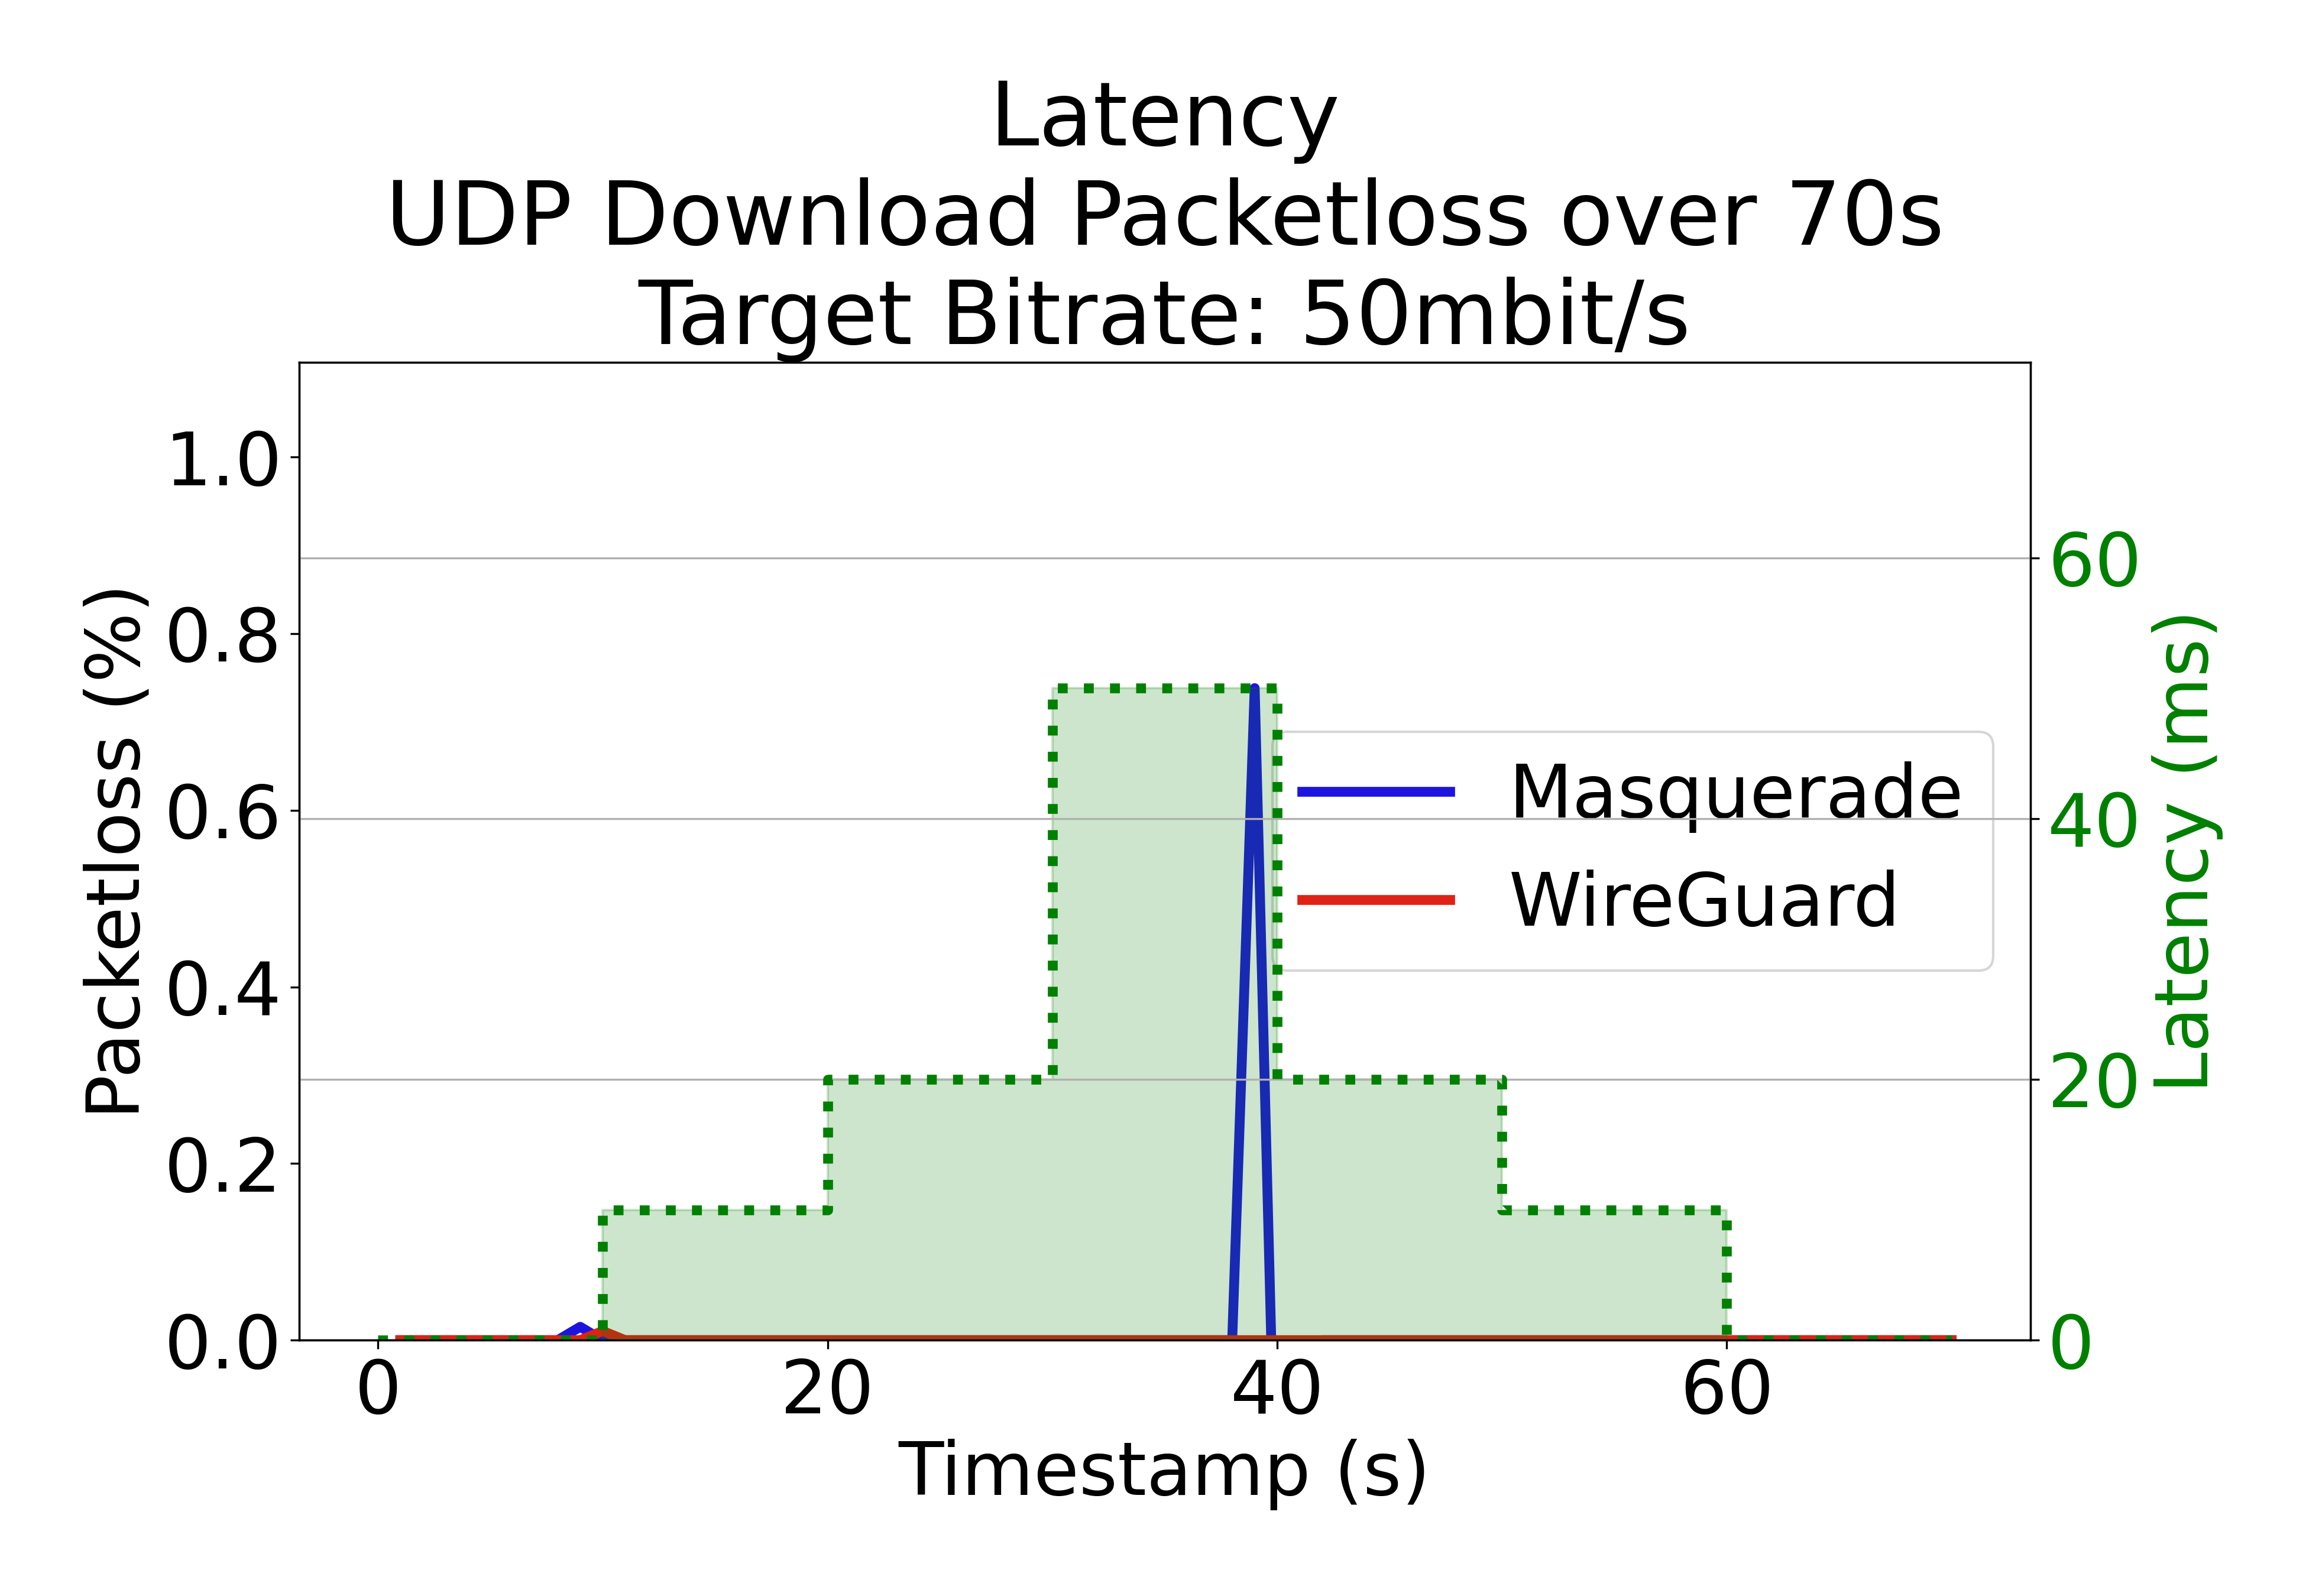 Latency
UDP Download Packetloss over 70s
Target Bitrate: 50mbit/s
Packetloss (%)
1.0
0.8
0.6
0.4
0.2
0.0
Masquerade
WireGuard
60
40
20
0
Latency (ms)
0 20 40 60
Timestamp (s)